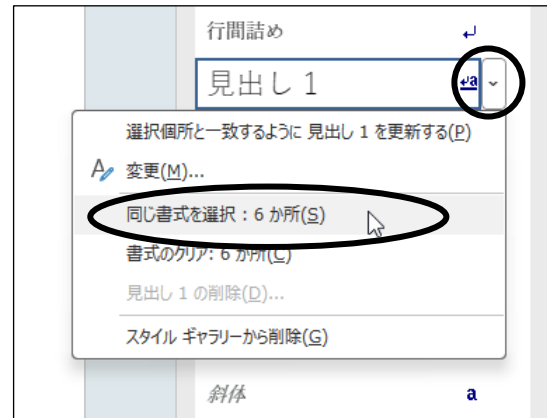 行間詰め
見出し 1
選択個所と一致するように 見出し 1 を更新する(P)
変更(M)...
同じ書式を選択 : 6 か所(S)
書式のクリア: 6 か所(C)
見出し 1 の削除(D)...
スタイル ギャラリーから削除(G)
斜体 a